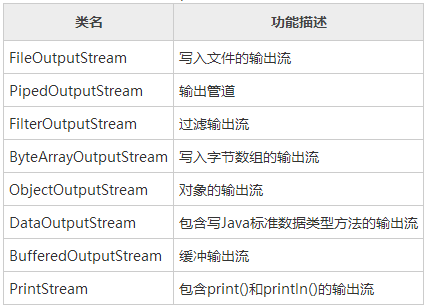 类名 功能描述
FileOutputStream 写入文件的输出流
PipedOutputStream 输出管道
FilterOutputStream 过滤输出流
ByteArrayOutputStream 写入字节数组的输出流
ObjectOutputStream 对象的输出流
DataOutputStream 包含写Java标准数据类型方法的输出流
BufferedOutputStream 缓冲输出流
PrintStream 包含print()和println()的输出流